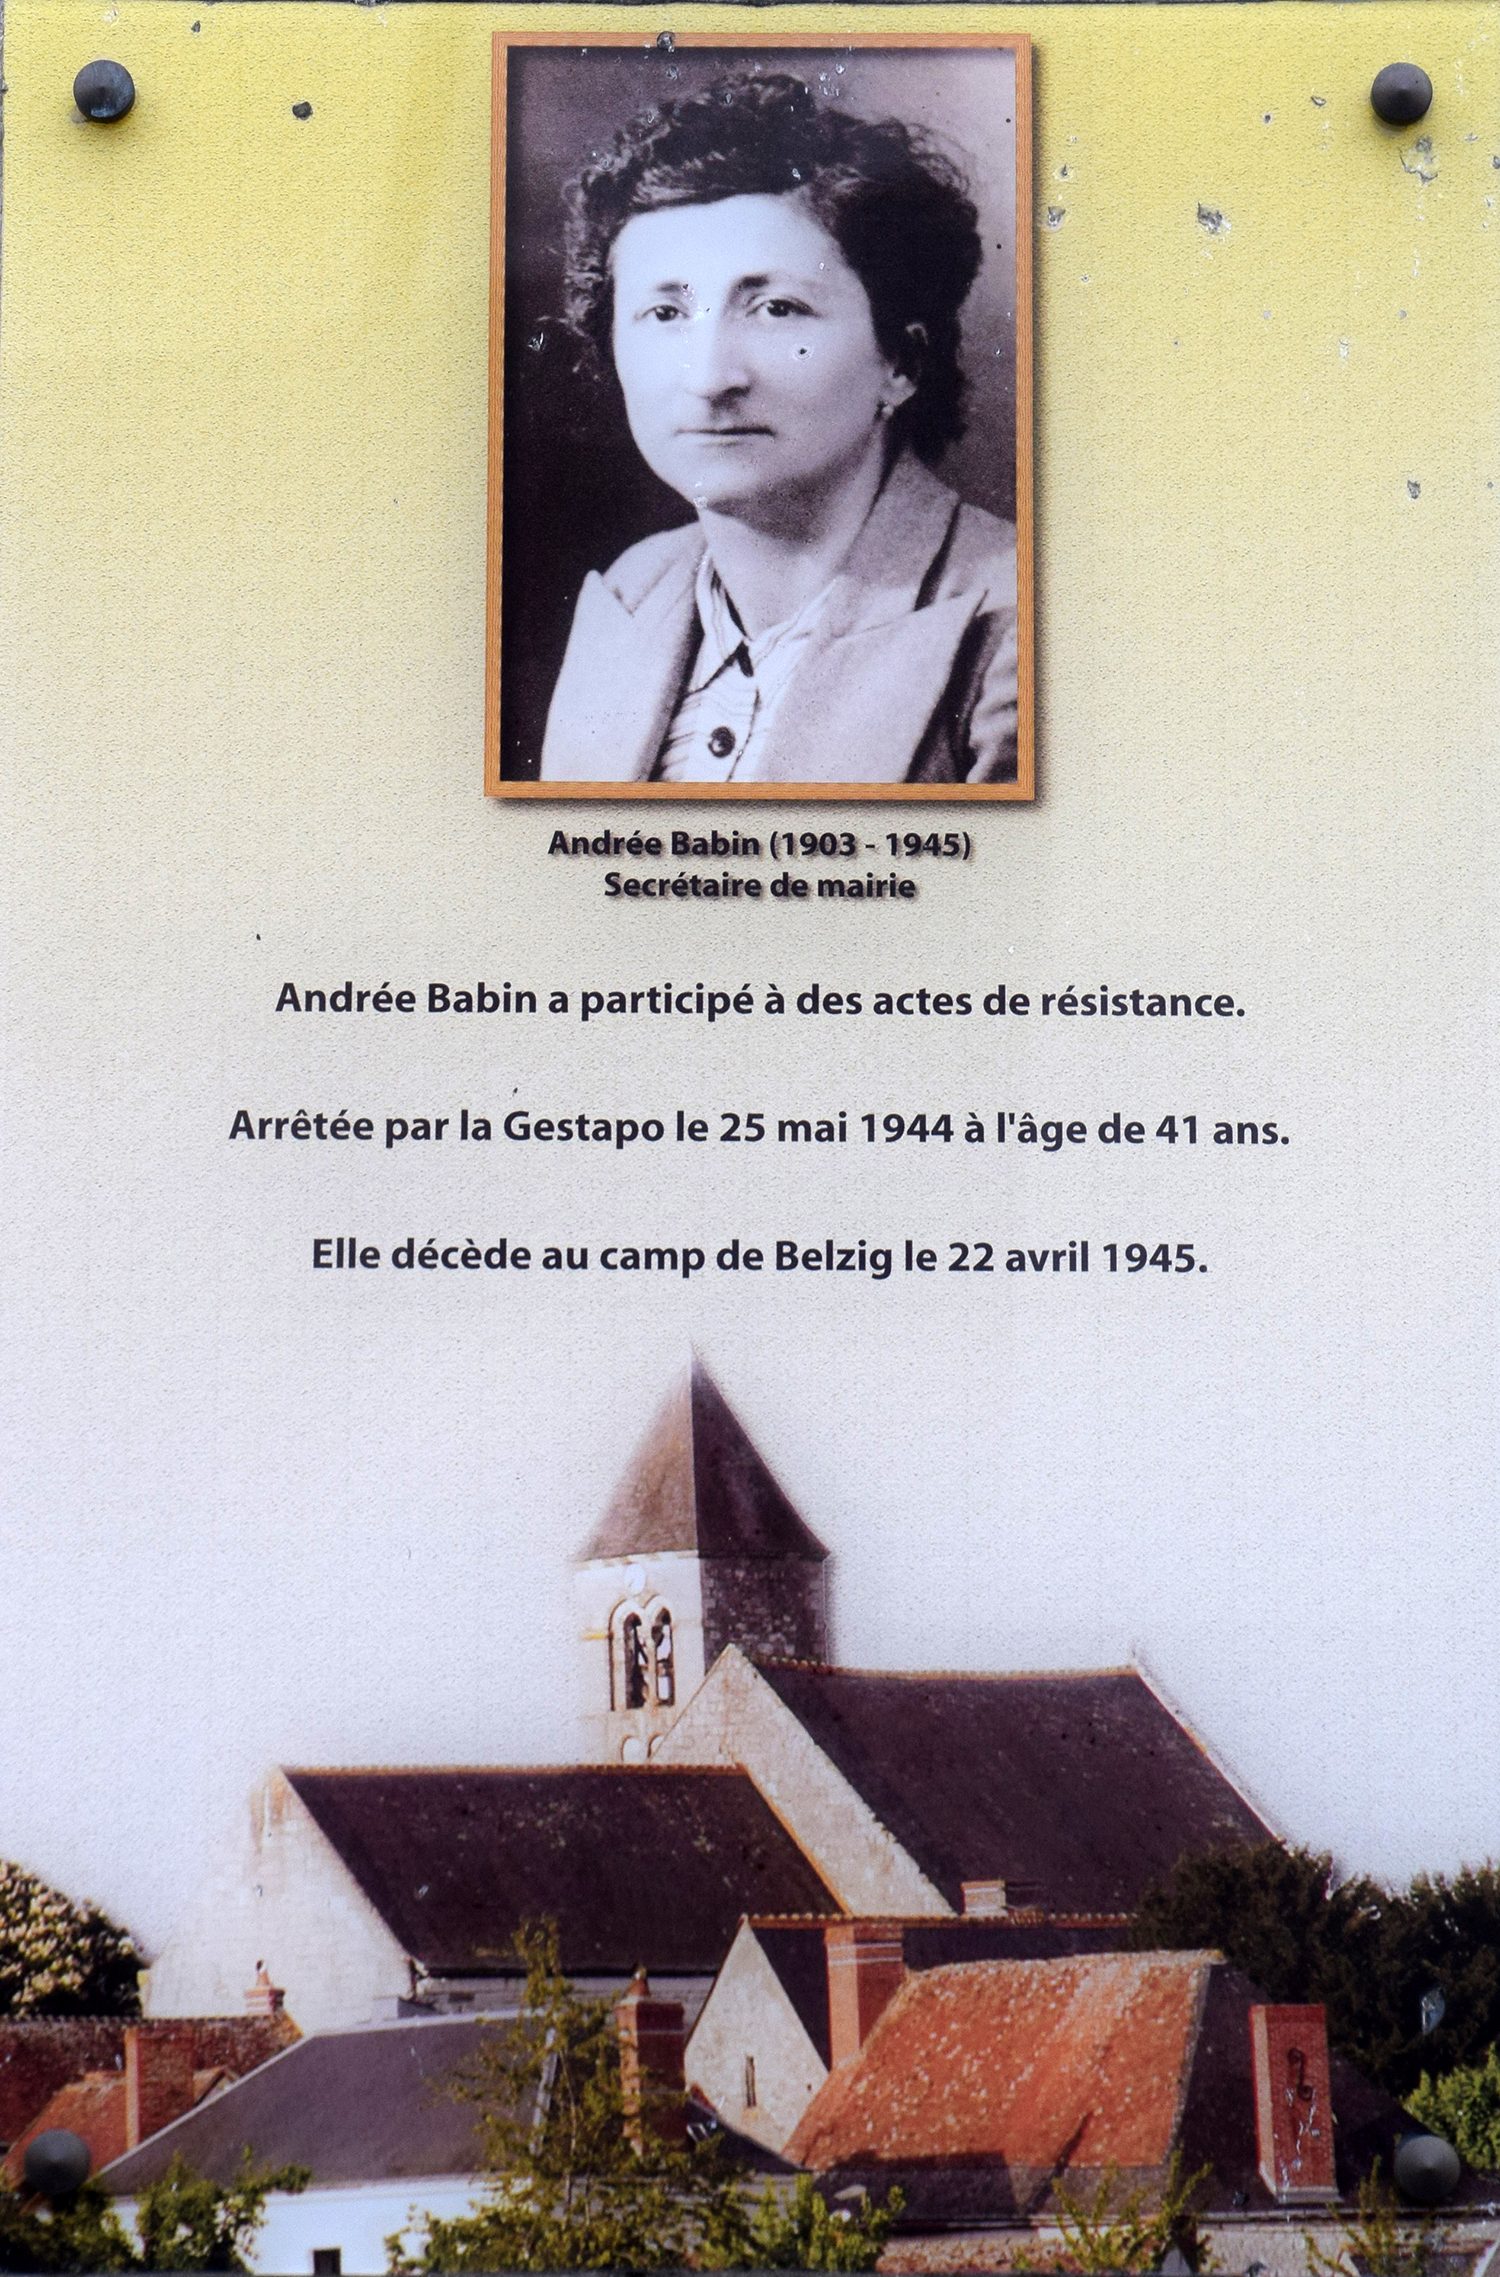 Andrée Babin (1903 - 1945)
Secrétaire de mairie
Andrée Babin a participé à des actes de résistance.
Arrêtée par la Gestapo le 25 mai 1944 à l'âge de 41 ans.
Elle décède au camp de Belzig le 22 avril 1945.